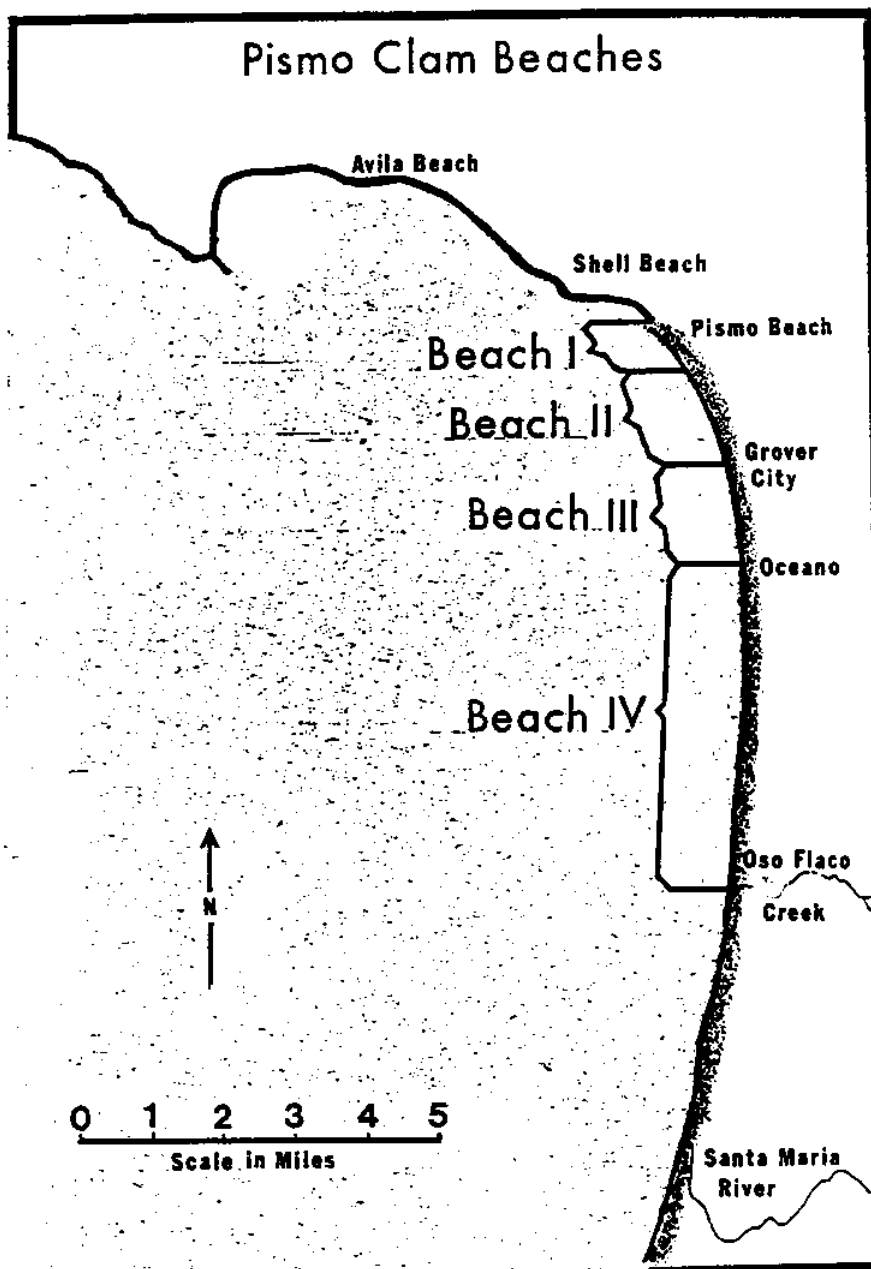 Pismo Clam Beaches
Avila Beach
Shell Beach
Pismo Beach
Beach I
Beach II
Grover
City
Beach III
Oceano
Beach IV
Oso Flaco
Creek
N
0 1 2 3 4 5
Scale in Miles
Santa Maria
River